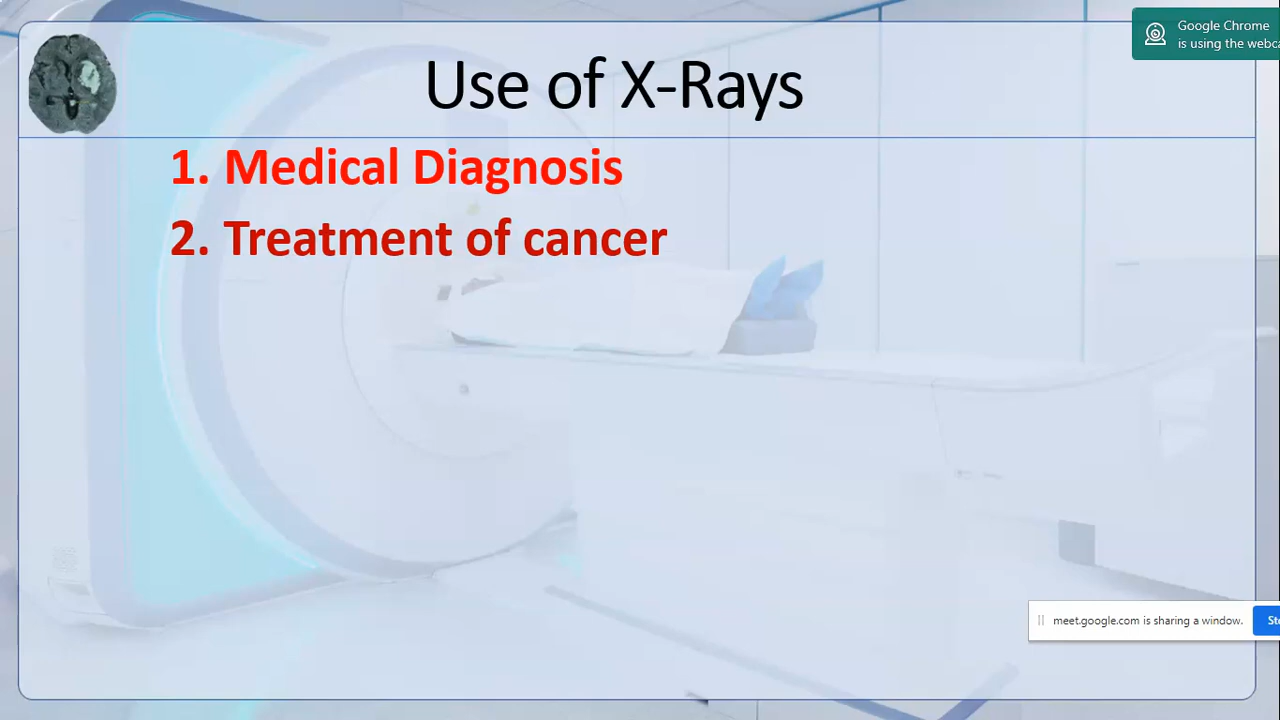 Google Chrome
is using the webc
Use of X-Rays
1. Medical Diagnosis
2. Treatment of cancer
meet.google.com is sharing a window.